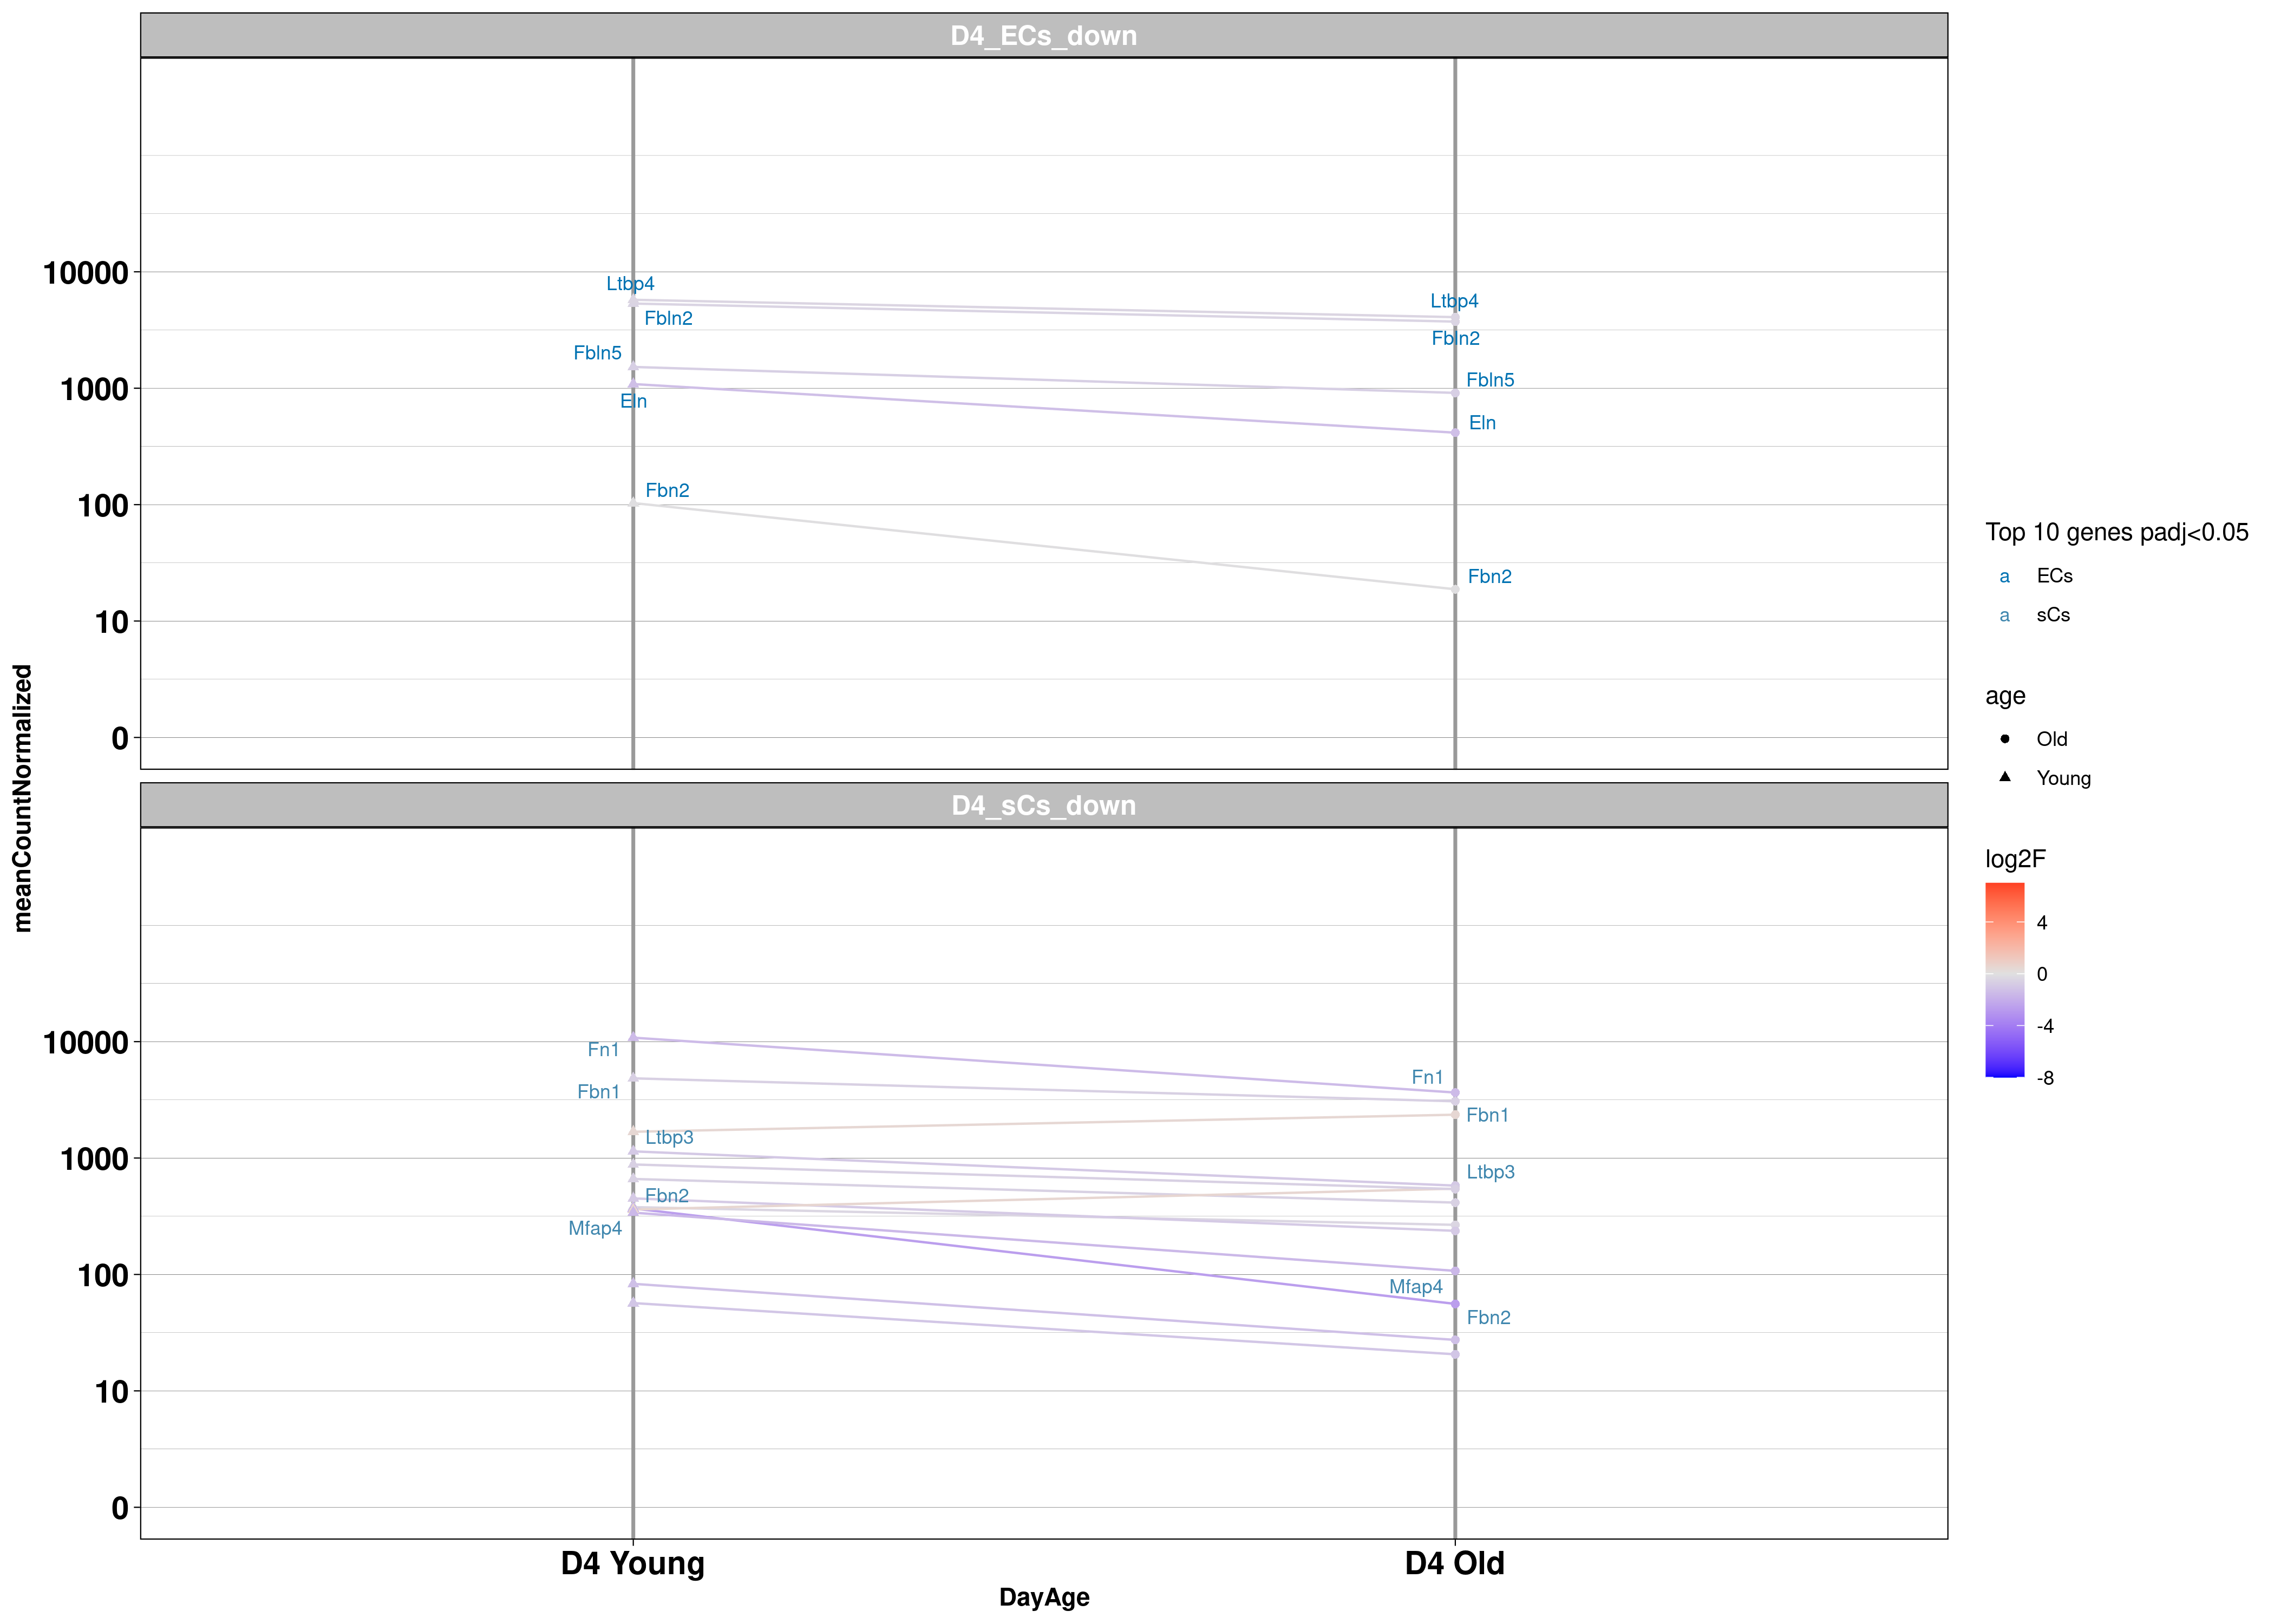 D4_ECs_down
10000
1000
100
10
0
Ltbp4
Fbln2
Fbln5
Eln
Fbn2
Ltbp4
Fbln2
Fbln5
Eln
Fbn2
meanCountNormalized
D4_sCs_down
10000
1000
100
10
0
Fn1
Fbn1
Ltbp3
Fbn2
Mfap4
Fn1
Fbn1
Ltbp3
Mfap4
Fbn2
D4 Young
D4 Old
DayAge
Top 10 genes padj<0.05
a ECs
a sCs
age
Old
Young
log2F
4
0
-4
-8